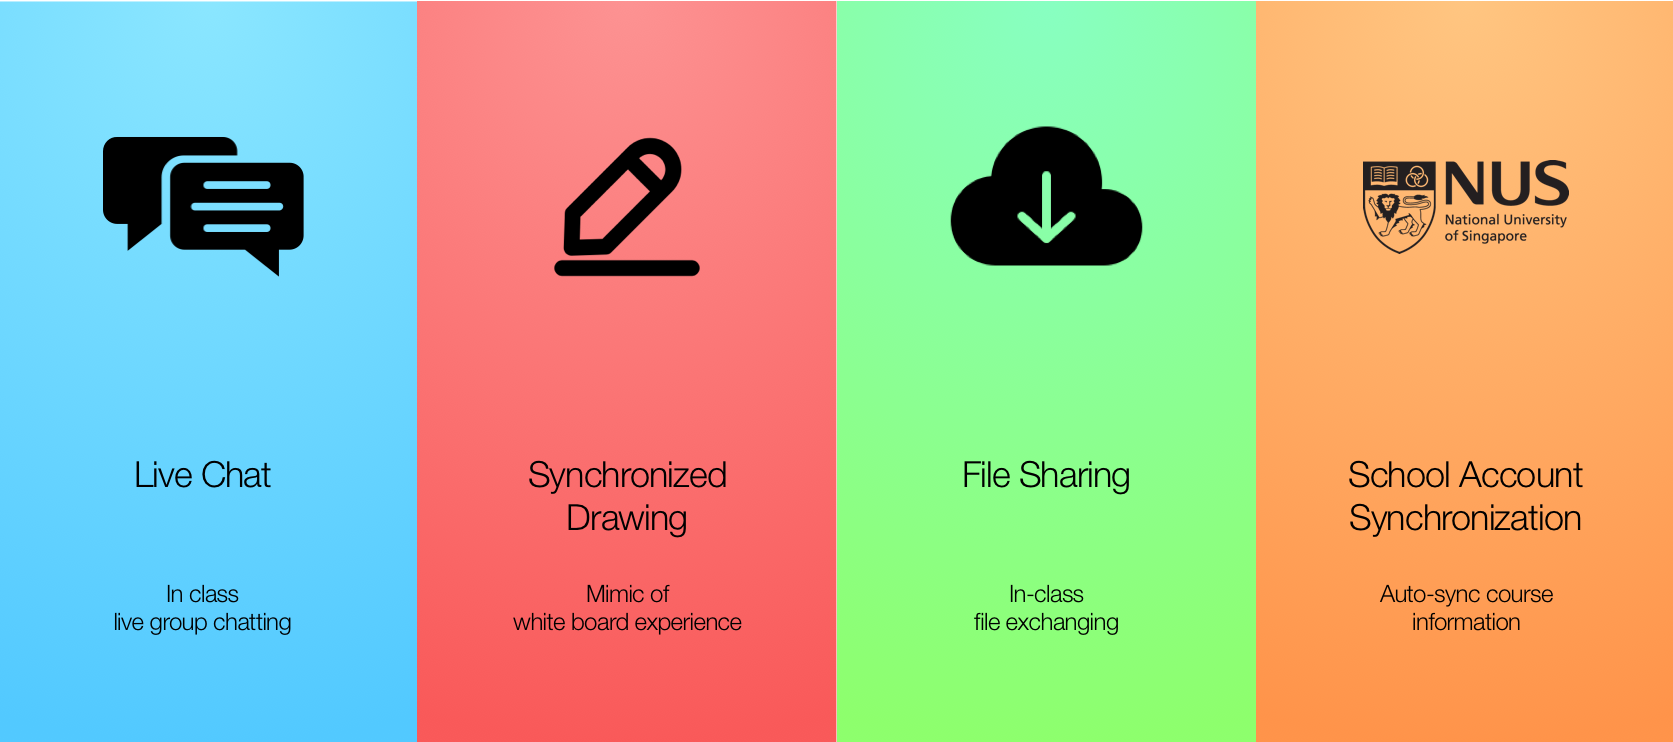 NUS
National University
of Singapore
Live Chat
Synchronized
Drawing
File Sharing
School Account
Synchronization
In class
live group chatting
Mimic of
white board experience
In-class
file exchanging
Auto-sync course
information